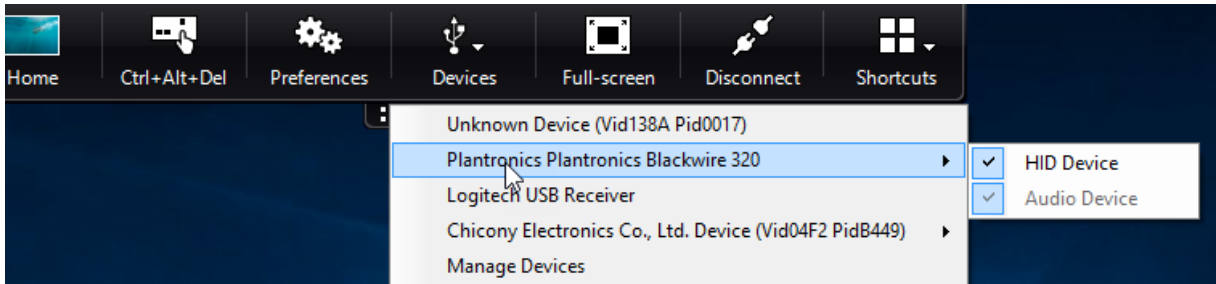 Home Ctrl+Alt+Del Preferences Devices Full-screen Disconnect Shortcuts
Unknown Device (Vid138A Pid0017)
Plantronics Plantronics Blackwire 320
HID Device
Logitech USB Receiver
Audio Device
Chicony Electronics Co., Ltd. Device (Vid04F2 PidB449)
Manage Devices